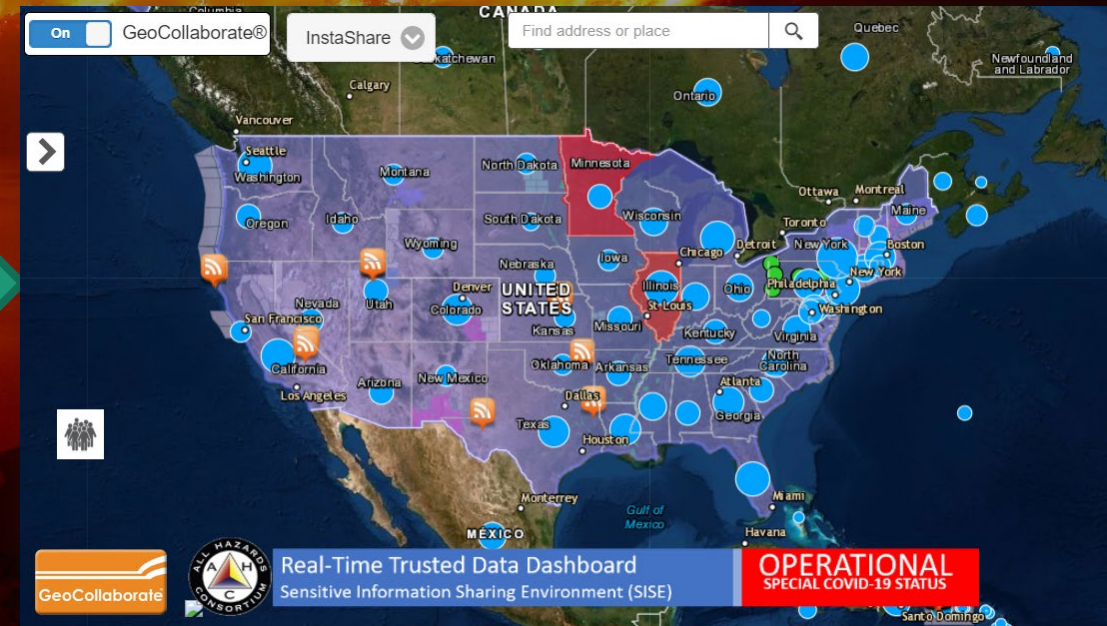 Columbia
CANADA
On
GeoCollaborate®
InstaShare
Find address or place
Quebec
Newfoundland
and Labrador
Calgary
Ontario
Vancouver
Seattle
Washington
Montana
North Dakota
Minnesota
Ottawa
Montreal
Oregon
Idaho
South Dakota
Wisconsin
Maine
Toronto
Wyoming
Chicago
Detroit
New York
Boston
Nebraska
Iowa
Denver
UNITED
STATES
Illinois
Ohio
Philadelphia
New York
Nevada
Utah
Colorado
St Louis
Washington
San Francisco
Kansas
Missouri
Kentucky
Virginia
California
Oklahoma
Arkansas
Tennessee
North
Carolina
Arizona
New Mexico
Atlanta
Los Angeles
Dallas
Georgia
Texas
Houston
Monterrey
Miami
Gulf of
Mexico
MÉXICO
Havana
GeoCollaborate
ALL HAZARDS
A H
C
CONSORTIUM
Real-Time Trusted Data Dashboard
Sensitive Information Sharing Environment (SISE)
OPERATIONAL
SPECIAL COVID-19 STATUS
Santo Domingo